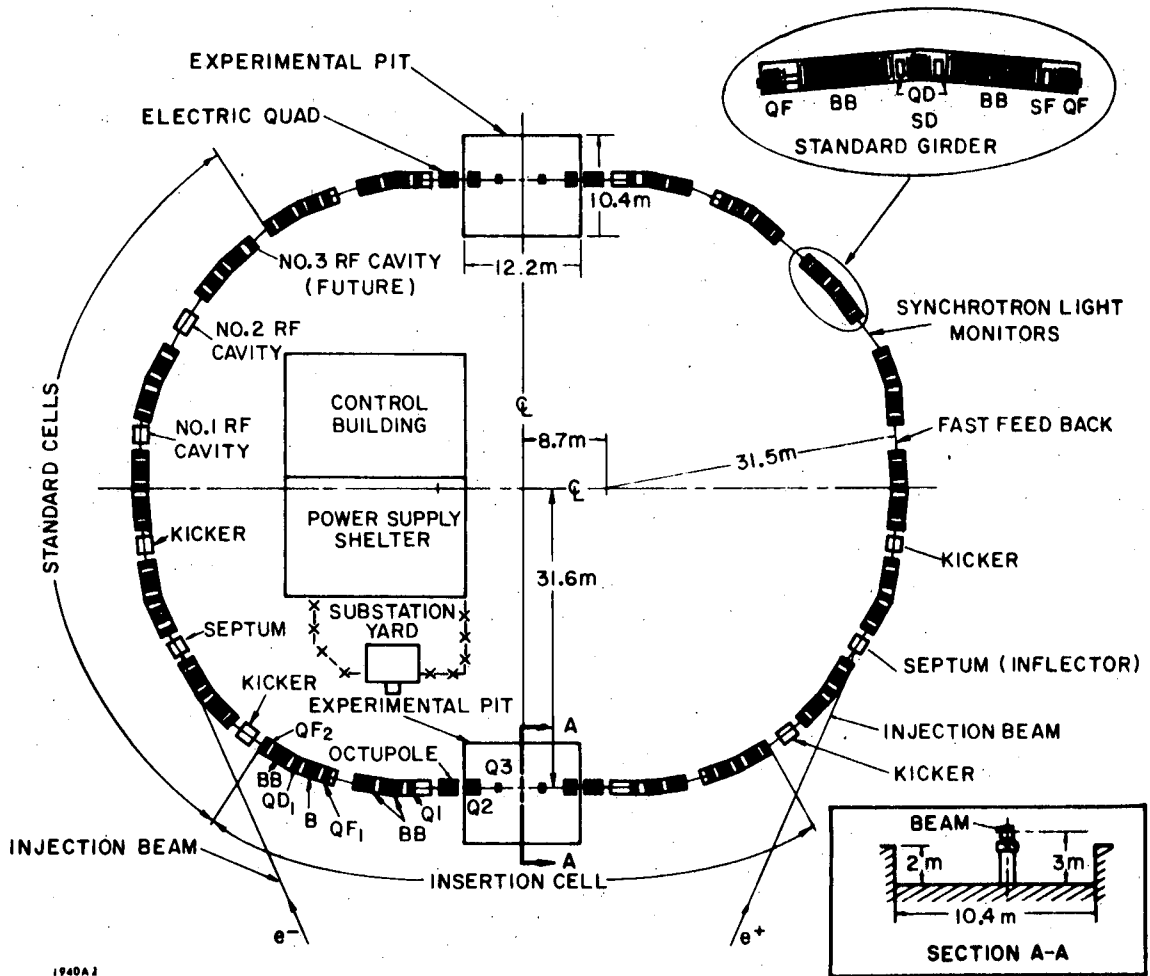 EXPERIMENTAL PIT
ELECTRIC QUAD
QF BB QD BB SF QF
SD
STANDARD GIRDER
10.4m
12.2m
NO.3 RF CAVITY
(FUTURE)
NO.2 RF
CAVITY
SYNCHROTRON LIGHT
MONITORS
STANDARD CELLS
CONTROL
BUILDING
℄
NO.1 RF
CAVITY
8.7m
FAST FEED BACK
31.5m
℄
KICKER
POWER SUPPLY
SHELTER
KICKER
31.6m
SUBSTATION
YARD
SEPTUM
SEPTUM (INFLECTOR)
KICKER
EXPERIMENTAL PIT
A
INJECTION BEAM
QF2
OCTUPOLE
Q3
KICKER
BB
QD1
B
QF1
BB
Q1
Q2
INJECTION BEAM
A
INSERTION CELL
BEAM
2 m
3m
10.4 m
SECTION A-A
e-
e+
1940A2